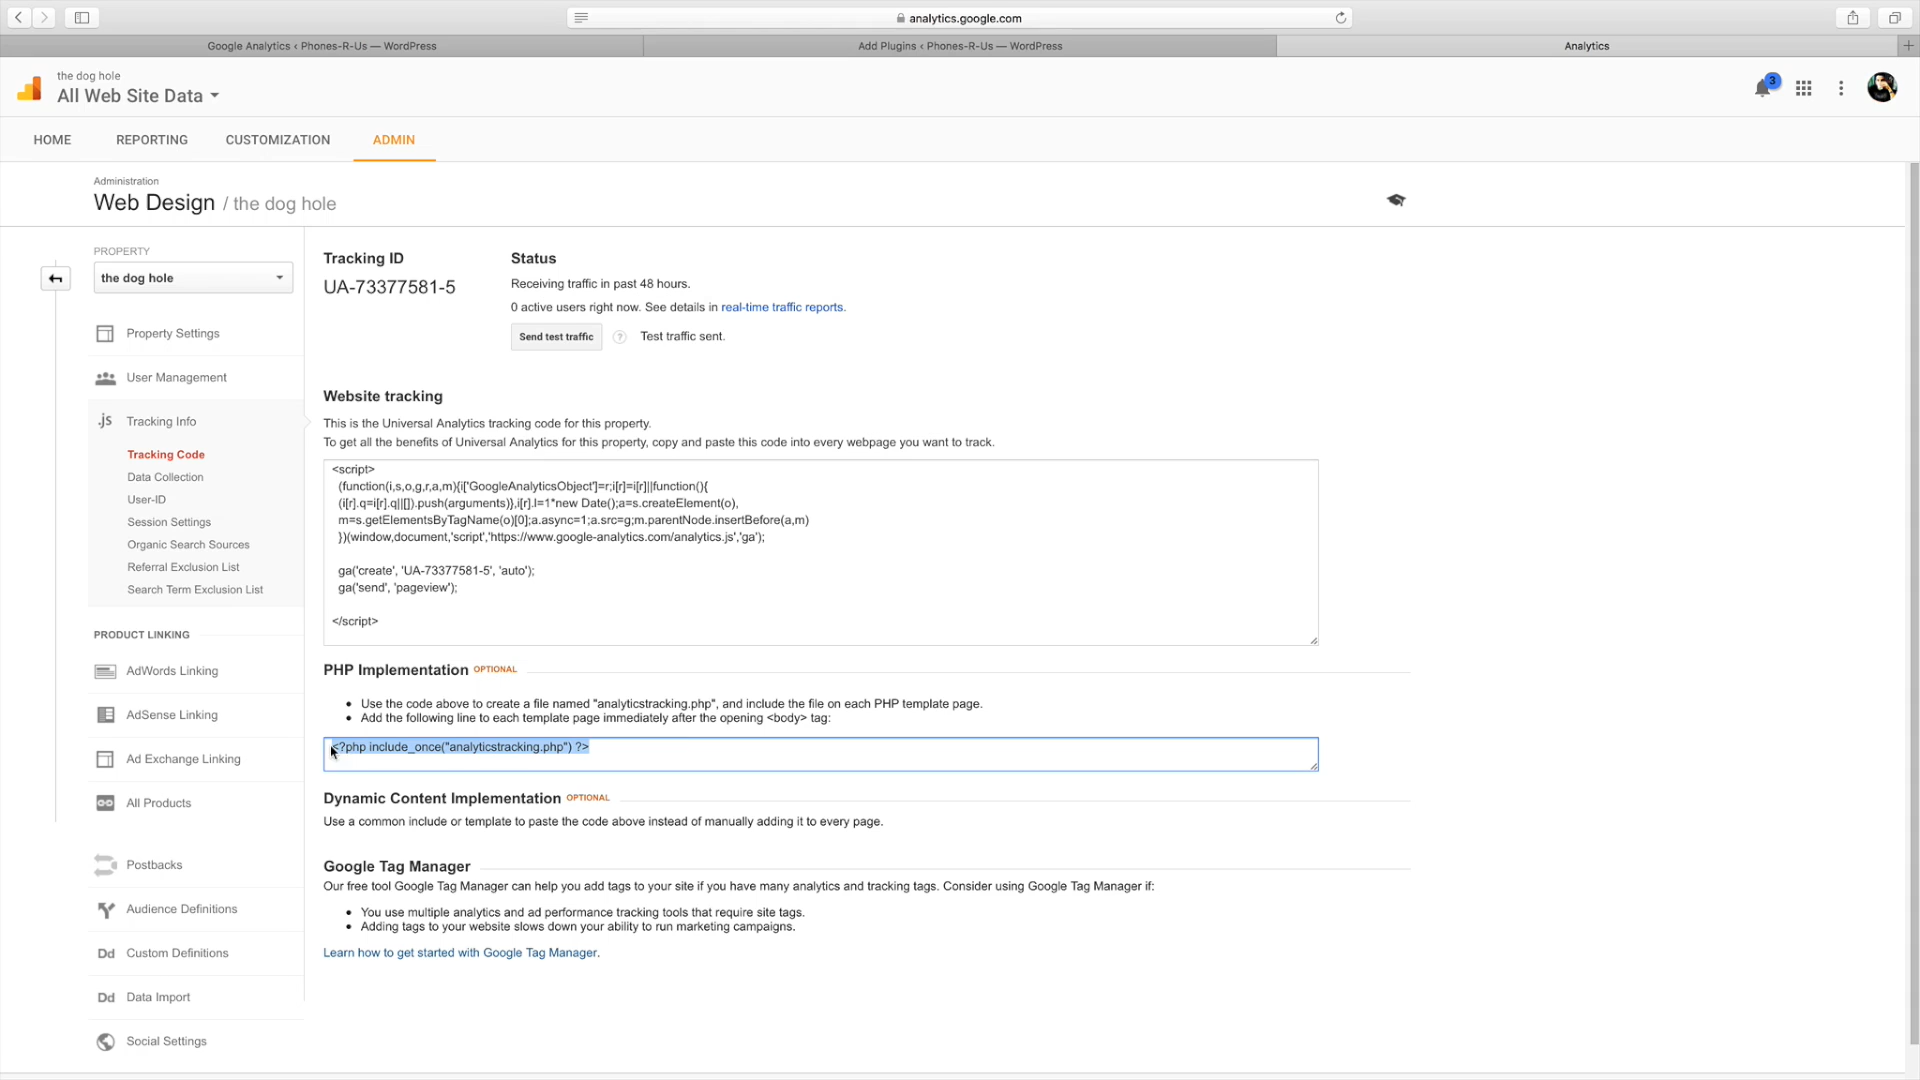 analytics.google.com
Google Analytics ‹ Phones-R-Us — WordPress
Add Plugins ‹ Phones-R-Us — WordPress
Analytics
the dog hole
All Web Site Data
3
HOME
REPORTING
CUSTOMIZATION
ADMIN
Administration
Web Design / the dog hole
PROPERTY
the dog hole
Property Settings
User Management
.js Tracking Info
Tracking Code
Data Collection
User-ID
Session Settings
Organic Search Sources
Referral Exclusion List
Search Term Exclusion List
PRODUCT LINKING
AdWords Linking
AdSense Linking
Ad Exchange Linking
All Products
Postbacks
Audience Definitions
Dd Custom Definitions
Dd Data Import
Social Settings
Tracking ID
UA-73377581-5
Status
Receiving traffic in past 48 hours.
0 active users right now. See details in real-time traffic reports.
Send test traffic ? Test traffic sent.
Website tracking
This is the Universal Analytics tracking code for this property.
To get all the benefits of Universal Analytics for this property, copy and paste this code into every webpage you want to track.
<script>
(function(i,s,o,g,r,a,m){i['GoogleAnalyticsObject']=r;i[r]=i[r]||function(){
(i[r].q=i[r].q||[]).push(arguments)},i[r].l=1*new Date();a=s.createElement(o),
m=s.getElementsByTagName(o)[0];a.async=1;a.src=g;m.parentNode.insertBefore(a,m)
})(window,document,'script','https://www.google-analytics.com/analytics.js','ga');
ga('create', 'UA-73377581-5', 'auto');
ga('send', 'pageview');
</script>
PHP Implementation OPTIONAL
• Use the code above to create a file named "analyticstracking.php", and include the file on each PHP template page.
• Add the following line to each template page immediately after the opening <body> tag:
<?php include_once("analyticstracking.php") ?>
Dynamic Content Implementation OPTIONAL
Use a common include or template to paste the code above instead of manually adding it to every page.
Google Tag Manager
Our free tool Google Tag Manager can help you add tags to your site if you have many analytics and tracking tags. Consider using Google Tag Manager if:
• You use multiple analytics and ad performance tracking tools that require site tags.
• Adding tags to your website slows down your ability to run marketing campaigns.
Learn how to get started with Google Tag Manager.